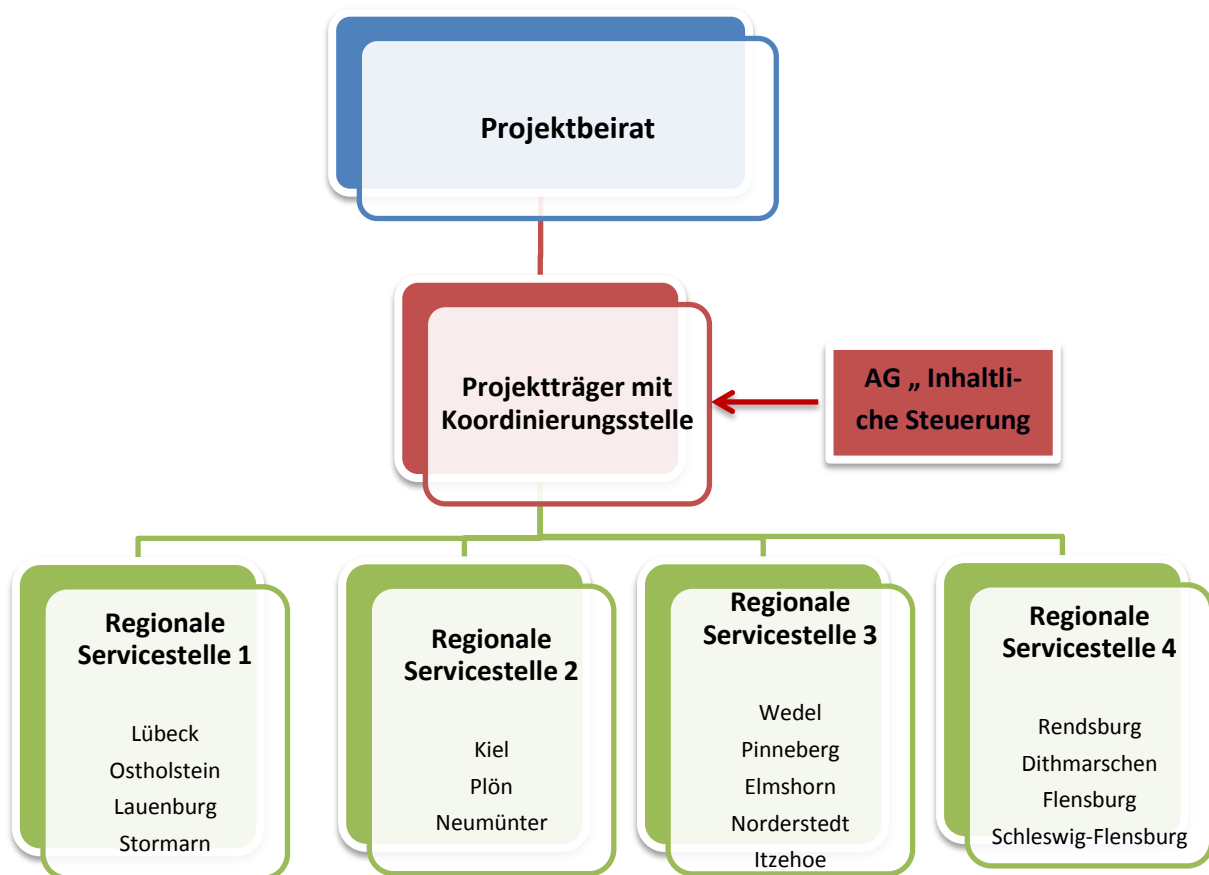 Projektbeirat
Projektträger mit
Koordinierungsstelle
AG „ Inhaltli-
che Steuerung
Regionale
Servicestelle 1
Lübeck
Ostholstein
Lauenburg
Stormarn
Regionale
Servicestelle 2
Kiel
Plön
Neumünter
Regionale
Servicestelle 3
Wedel
Pinneberg
Elmshorn
Norderstedt
Itzehoe
Regionale
Servicestelle 4
Rendsburg
Dithmarschen
Flensburg
Schleswig-Flensburg